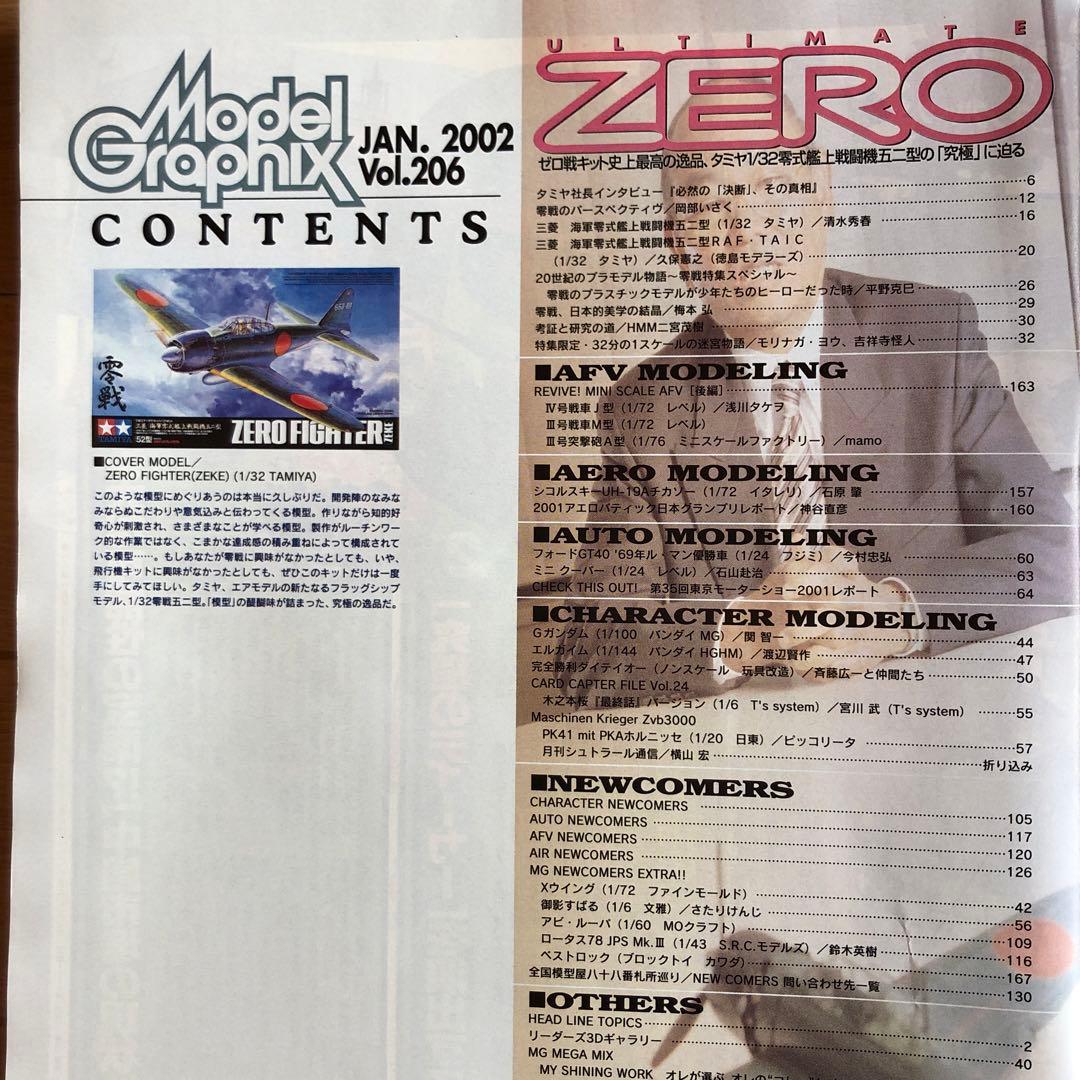 Model Graphix
JAN. 2002
Vol.206
CONTENTS
零戦
TAMIYA
52型
三菱 海軍零式艦上戦闘機五二型
ZERO FIGHTER ZEKE
■COVER MODEL／
ZERO FIGHTER(ZEKE) (1/32 TAMIYA)
このような模型にめぐりあうのは本当に久しぶりだ。開発陣のなみな
みならぬこだわりや意気込みと伝わってくる模型。作りながら知的好
奇心が刺激され、さまざまなことが学べる模型。製作がルーチンワー
ク的な作業ではなく、こまかな達成感の積み重ねによって構成されて
いる模型……。もしあなたが零戦に興味がなかったとしても、いや、
飛行機キットに興味がなかったとしても、ぜひこのキットだけは一度
手にしてみてほしい。タミヤ、エアモデルの新たなるフラッグシップ
モデル、1/32零戦五二型。「模型」の醍醐味が詰まった、究極の逸品だ。
ULTIMATE
ZERO
ゼロ戦キット史上最高の逸品、タミヤ1/32零式艦上戦闘機五二型の「究極」に迫る
タミヤ社長インタビュー『必然の「決断」、その真相』 ……6
零戦のパースペクティヴ／岡部いさく ……12
三菱 海軍零式艦上戦闘機五二型（1/32 タミヤ）／清水秀春 ……16
三菱 海軍零式艦上戦闘機五二型RAF・TAIC
（1/32 タミヤ）／久保憲之（徳島モデラーズ） ……20
20世紀のプラモデル物語〜零戦特集スペシャル〜
零戦のプラスチックモデルが少年たちのヒーローだった時／平野克巳 ……26
零戦、日本的美学の結晶／梅本 弘 ……29
考証と研究の道／HMM二宮茂樹 ……30
特集限定・32分の1スケールの迷宮物語／モリナガ・ヨウ、吉祥寺怪人 ……32
■AFV MODELING
REVIVE! MINI SCALE AFV［後編］ ……163
Ⅳ号戦車J型（1/72 レベル）／浅川タケヲ
Ⅲ号戦車M型（1/72 レベル）
Ⅲ号突撃砲A型（1/76 ミニスケールファクトリー）／mamo
■AERO MODELING
シコルスキーUH-19Aチカソー（1/72 イタレリ）／石原 肇 ……157
2001アエロバティック日本グランプリレポート／神谷直彦 ……160
■AUTO MODELING
フォードGT40 '69年ル・マン優勝車（1/24 フジミ）／今村忠弘 ……60
ミニ クーパー（1/24 レベル）／石山赴治 ……63
CHECK THIS OUT! 第35回東京モーターショー2001レポート ……64
■CHARACTER MODELING
Gガンダム（1/100 バンダイ MG）／関 智一 ……44
エルガイム（1/144 バンダイ HGHM）／渡辺賢作 ……47
完全勝利ダイテイオー（ノンスケール 玩具改造）／斉藤広一と仲間たち ……50
CARD CAPTER FILE Vol.24
木之本桜『最終話』バージョン（1/6 T's system）／宮川 武（T's system） ……55
Maschinen Krieger Zvb3000
PK41 mit PKAホルニッセ（1/20 日東）／ピッコリータ ……57
月刊シュトラール通信／横山 宏 ……折り込み
■NEWCOMERS
CHARACTER NEWCOMERS ……105
AUTO NEWCOMERS ……117
AFV NEWCOMERS ……120
AIR NEWCOMERS ……126
MG NEWCOMERS EXTRA!!
Xウイング（1/72 ファインモールド） ……42
御影すばる（1/6 文雅）／さたりけんじ ……56
アビ・ルーパ（1/60 MOクラフト） ……109
ロータス78 JPS Mk.Ⅲ（1/43 S.R.C.モデルズ）／鈴木英樹 ……116
ベストロック（ブロックトイ カワダ） ……167
全国模型屋八十八番札所巡り／NEW COMERS 問い合わせ先一覧 ……130
■OTHERS
HEAD LINE TOPICS ……2
リーダーズ3Dギャラリー ……40
MG MEGA MIX
MY SHINING WORK オレが選ぶ、オレの